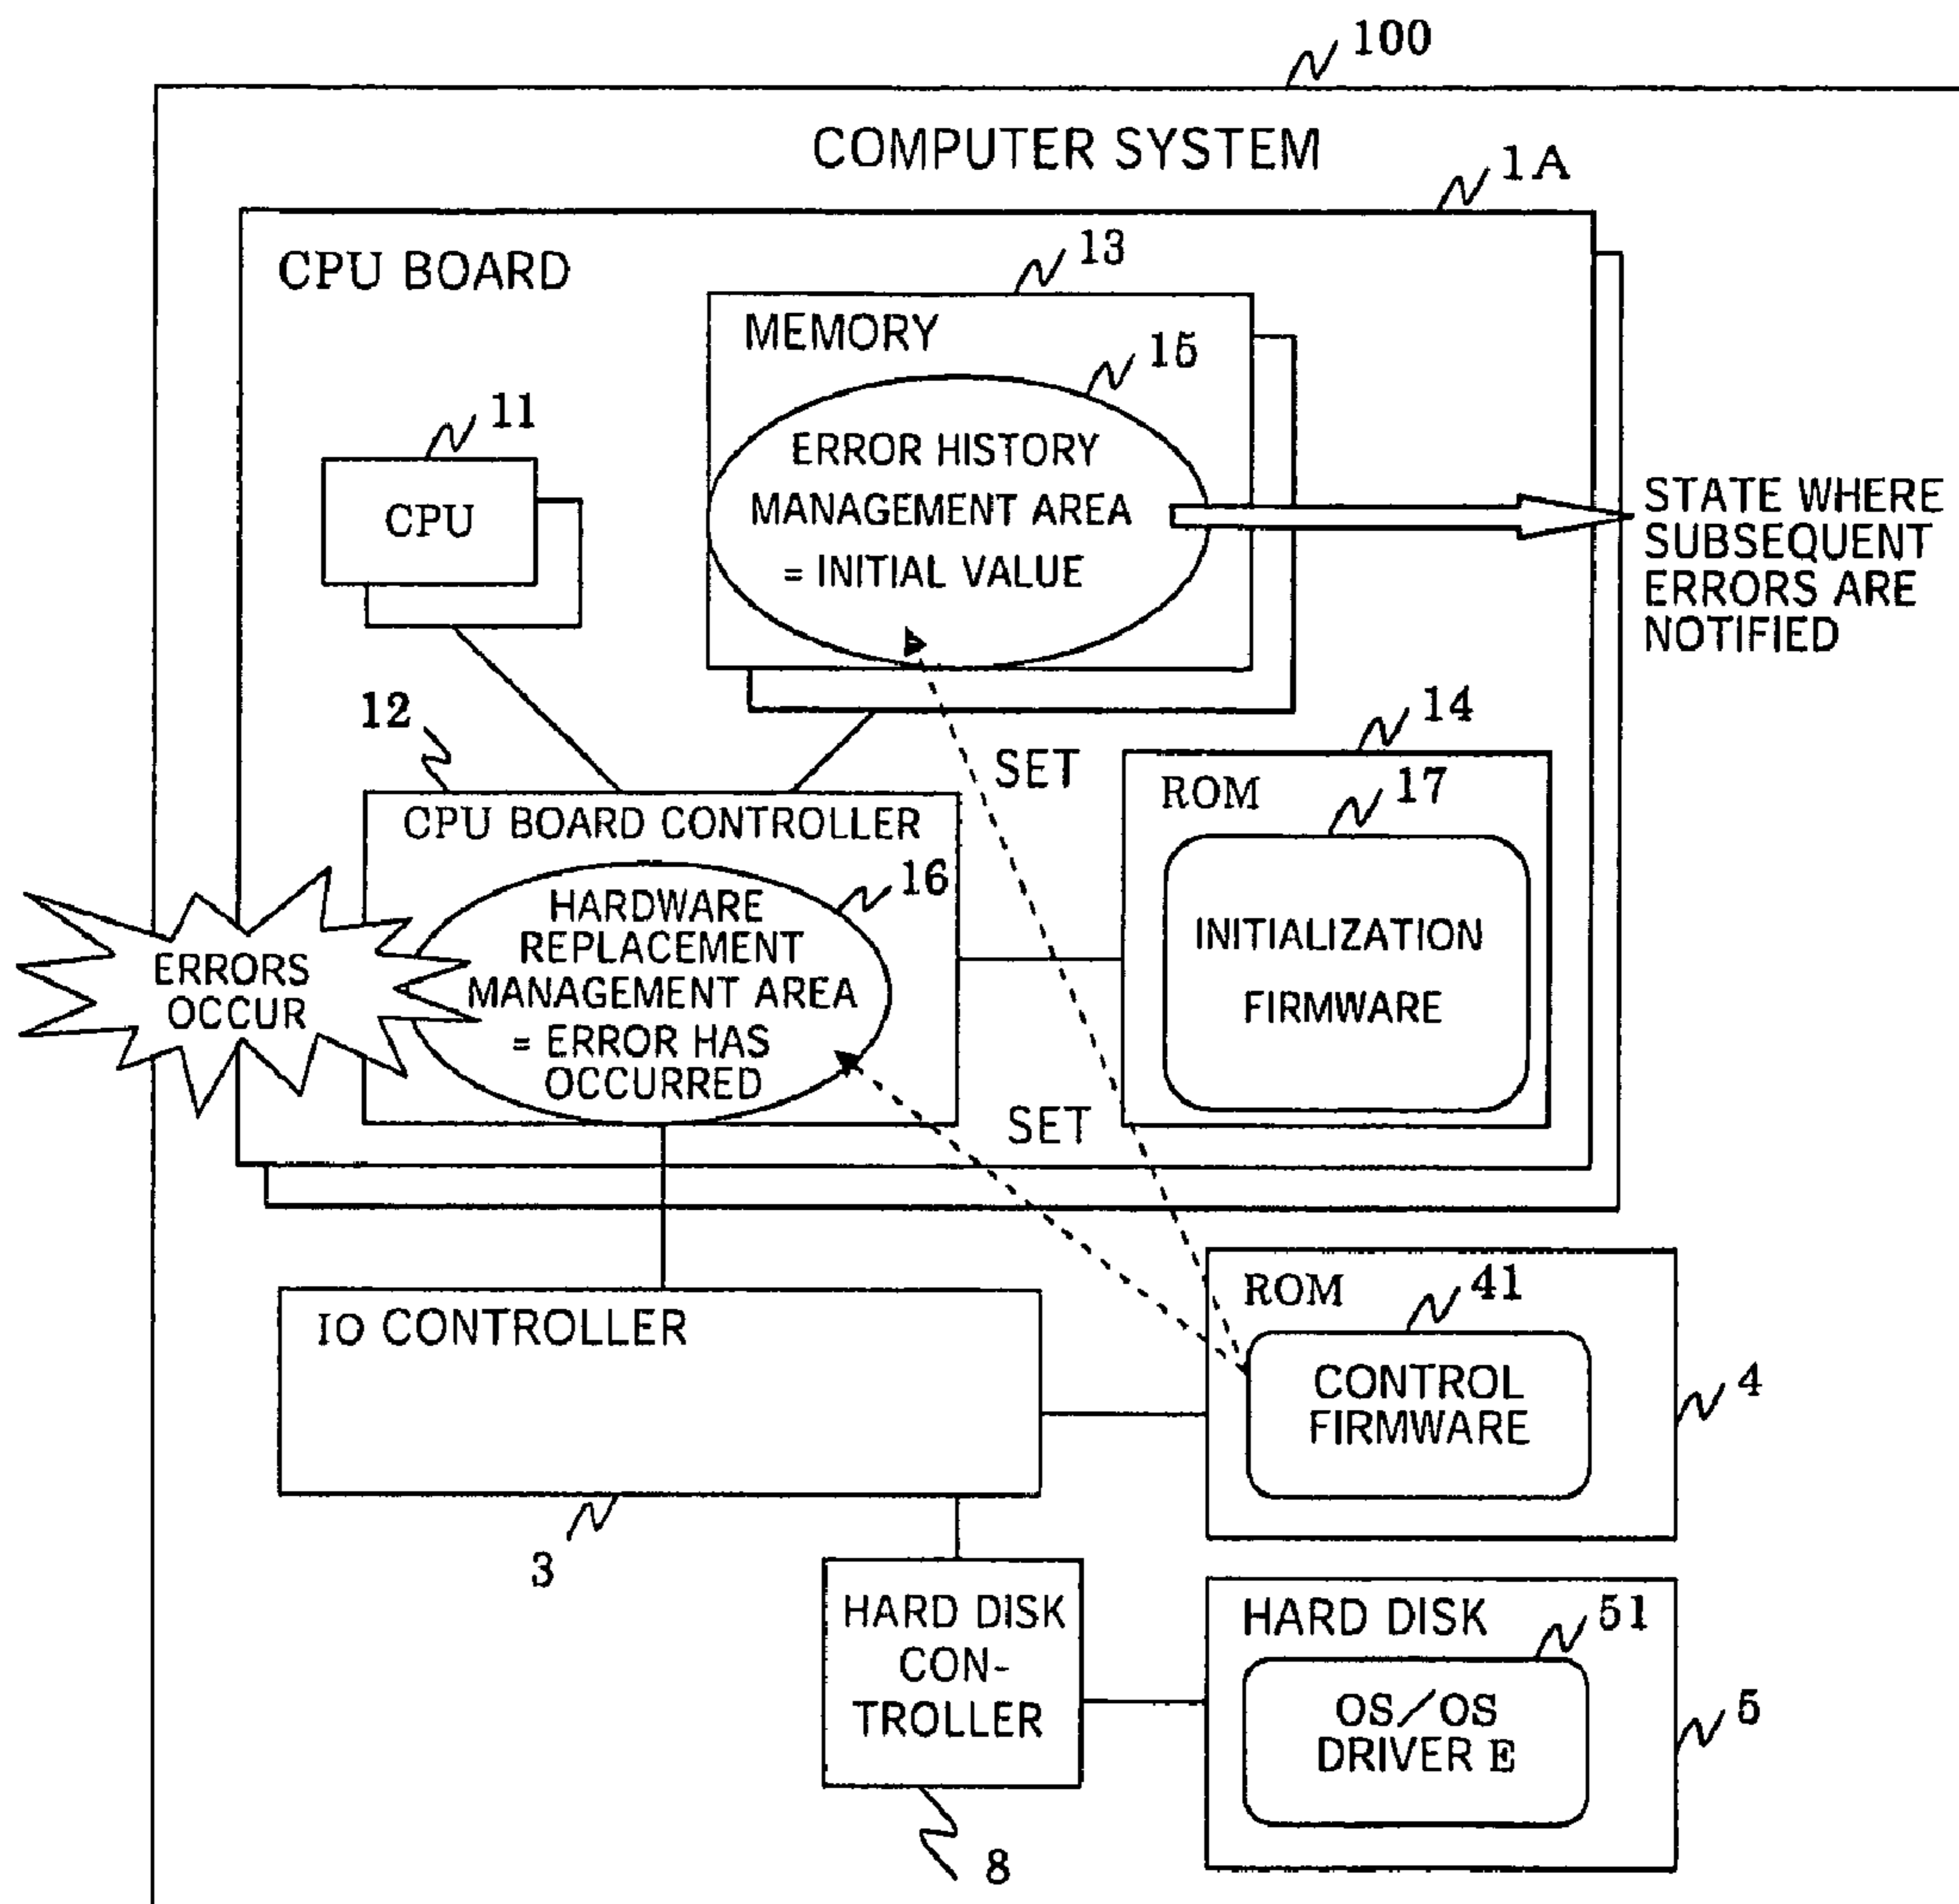 100
COMPUTER SYSTEM
1A
CPU BOARD
13
MEMORY
15
ERROR HISTORY
MANAGEMENT AREA
= INITIAL VALUE
11
CPU
STATE WHERE
SUBSEQUENT
ERRORS ARE
NOTIFIED
12
SET
14
ROM
17
INITIALIZATION
FIRMWARE
CPU BOARD CONTROLLER
16
HARDWARE
REPLACEMENT
MANAGEMENT AREA
= ERROR HAS
OCCURRED
ERRORS
OCCUR
SET
IO CONTROLLER
3
ROM
41
CONTROL
FIRMWARE
4
HARD DISK
CON-
TROLLER
8
HARD DISK
51
OS/OS
DRIVER E
5